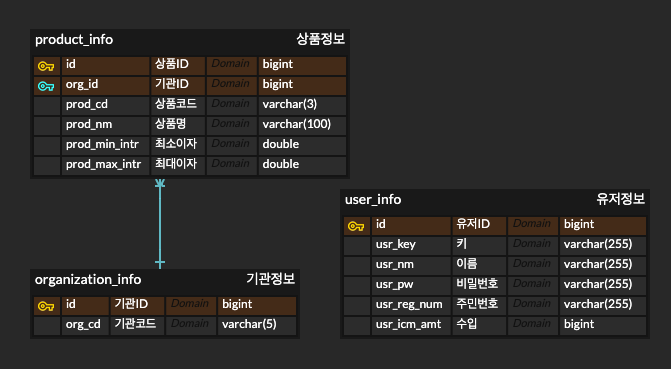 product_info 상품정보
id 상품ID Domain bigint
org_id 기관ID Domain bigint
prod_cd 상품코드 Domain varchar(3)
prod_nm 상품명 Domain varchar(100)
prod_min_intr 최소이자 Domain double
prod_max_intr 최대이자 Domain double
user_info 유저정보
id 유저ID Domain bigint
usr_key 키 Domain varchar(255)
usr_nm 이름 Domain varchar(255)
usr_pw 비밀번호 Domain varchar(255)
usr_reg_num 주민번호 Domain varchar(255)
usr_icm_amt 수입 Domain bigint
organization_info 기관정보
id 기관ID Domain bigint
org_cd 기관코드 Domain varchar(5)